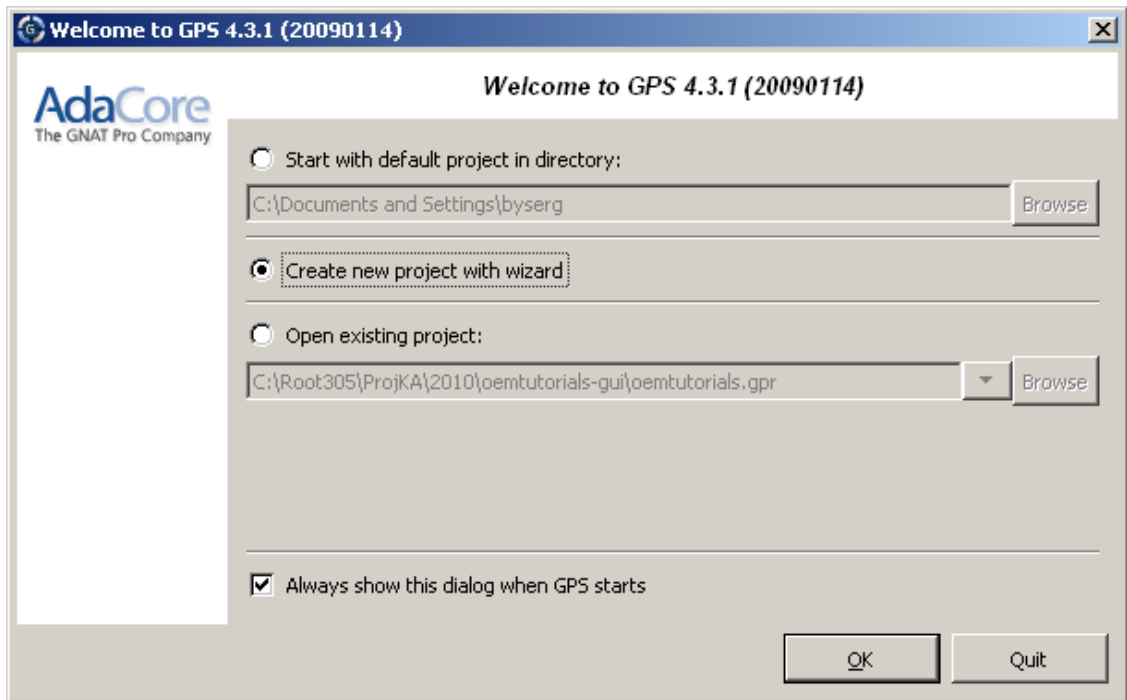 Welcome to GPS 4.3.1 (20090114)
AdaCore
The GNAT Pro Company
Welcome to GPS 4.3.1 (20090114)
Start with default project in directory:
C:\Documents and Settings\byserg
Browse
Create new project with wizard
Open existing project:
C:\Root305\ProjKA\2010\oemtutorials-gui\oemtutorials.gpr
Browse
Always show this dialog when GPS starts
OK
Quit